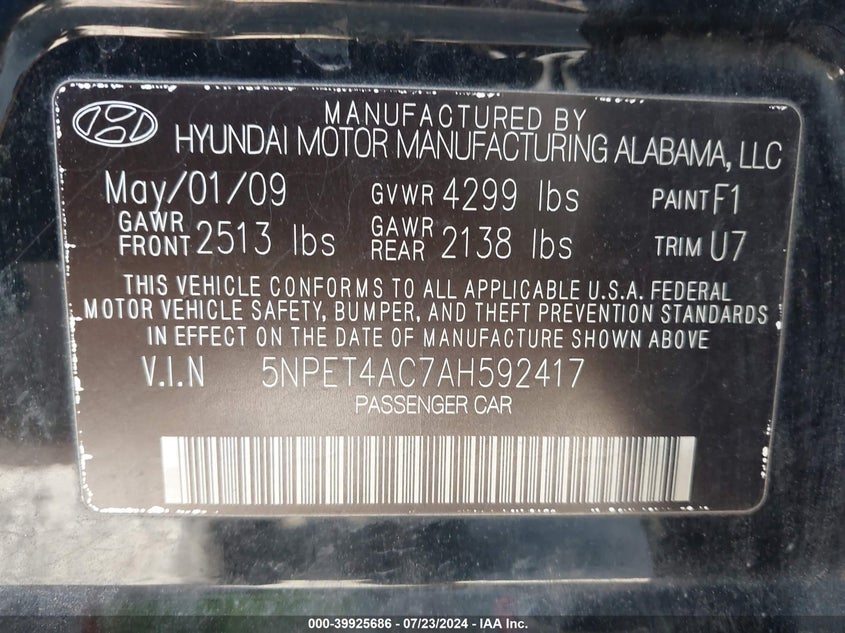 MANUFACTURED BY
HYUNDAI MOTOR MANUFACTURING ALABAMA, LLC
May/01/09 GVWR 4299 lbs PAINT F1
GAWR FRONT 2513 lbs GAWR REAR 2138 lbs TRIM U7
THIS VEHICLE CONFORMS TO ALL APPLICABLE U.S.A. FEDERAL
MOTOR VEHICLE SAFETY, BUMPER, AND THEFT PREVENTION STANDARDS
IN EFFECT ON THE DATE OF MANUFACTURE SHOWN ABOVE
V.I.N 5NPET4AC7AH592417
PASSENGER CAR
000-39925686 - 07/23/2024 - IAA Inc.